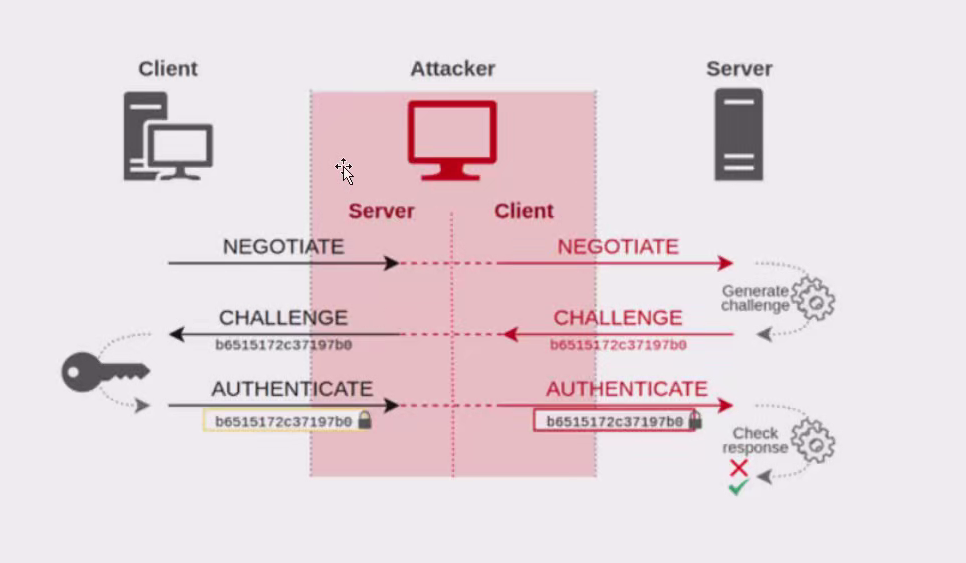 Client
Attacker
Server
Server
Client
NEGOTIATE
NEGOTIATE
Generate
challenge
CHALLENGE
CHALLENGE
b6515172c37197b0
b6515172c37197b0
AUTHENTICATE
AUTHENTICATE
b6515172c37197b0
b6515172c37197b0
Check
response